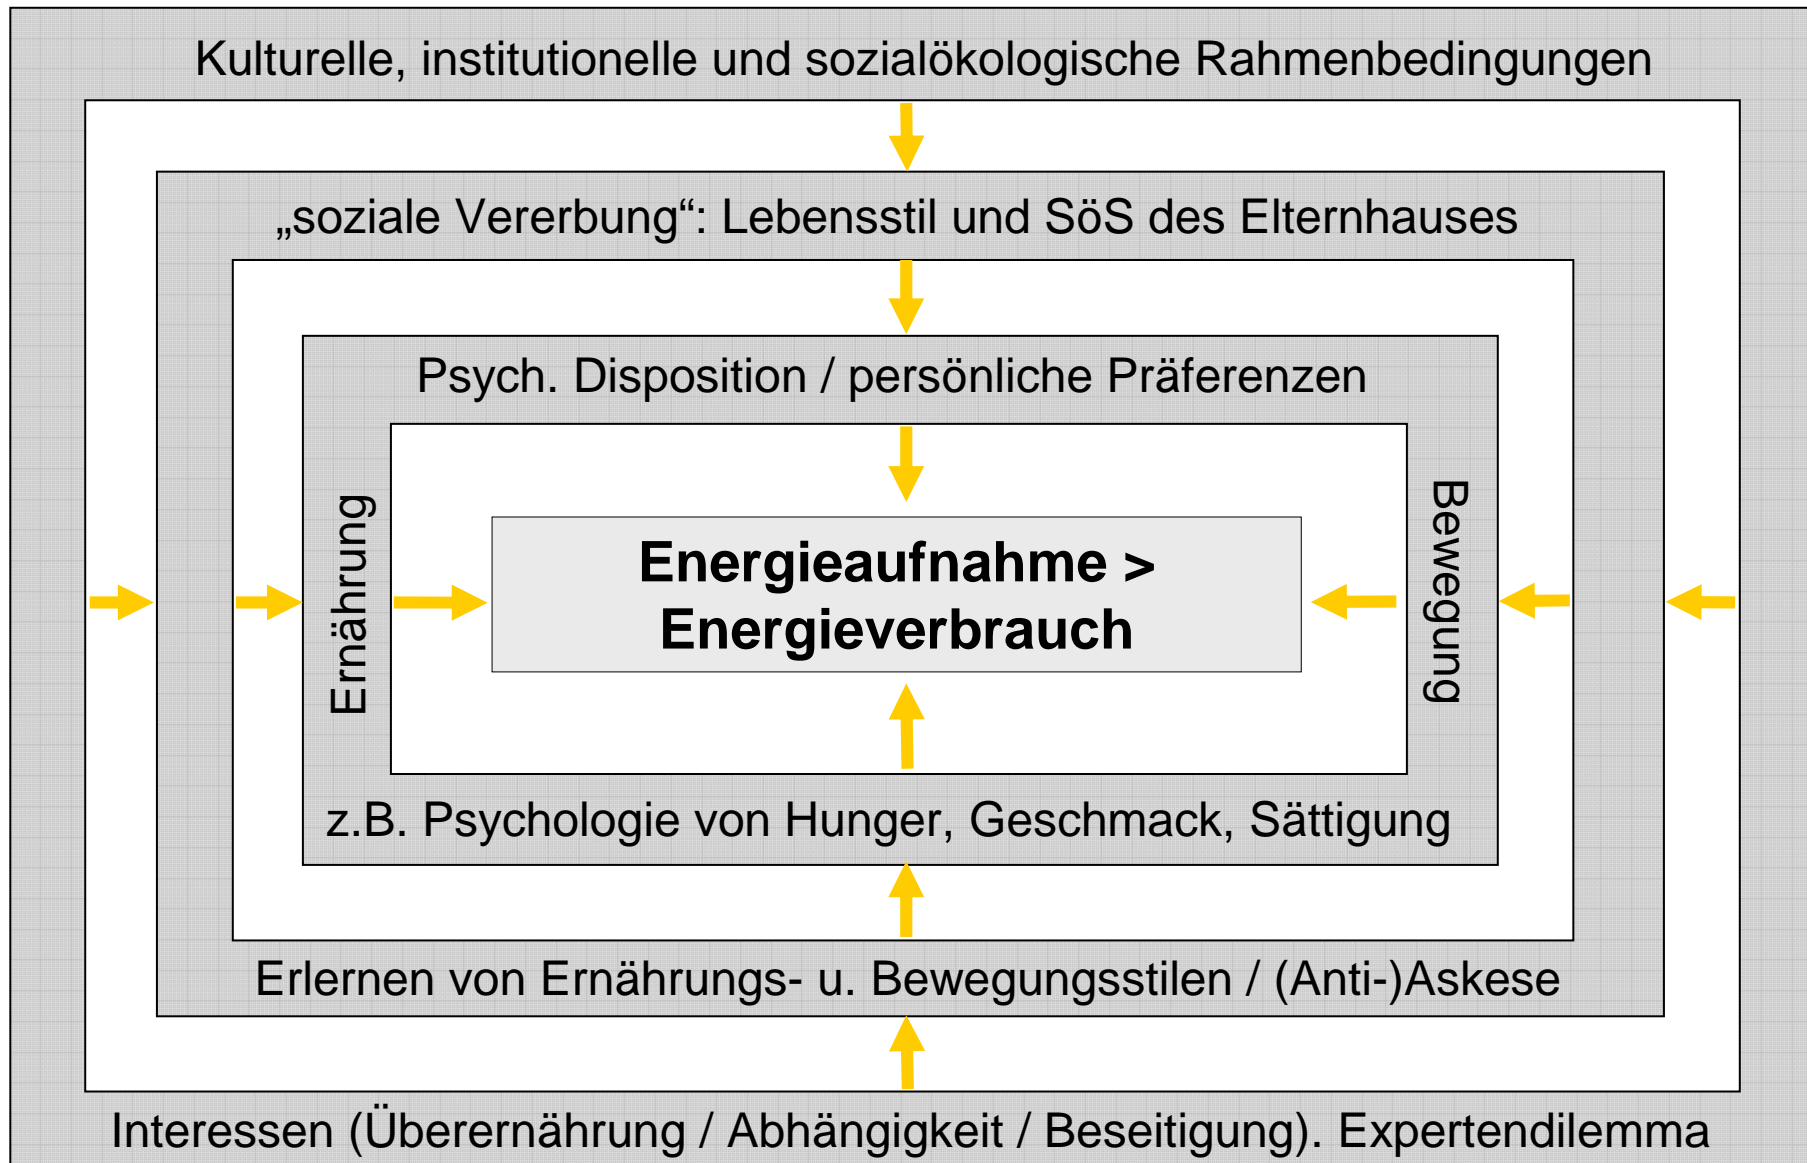 Kulturelle, institutionelle und sozialökologische Rahmenbedingungen
„soziale Vererbung“: Lebensstil und SöS des Elternhauses
Psych. Disposition / persönliche Präferenzen
Ernährung
Energieaufnahme >
Energieverbrauch
Bewegung
z.B. Psychologie von Hunger, Geschmack, Sättigung
Erlernen von Ernährungs- u. Bewegungsstilen / (Anti-)Askese
Interessen (Überernährung / Abhängigkeit / Beseitigung). Expertendilemma